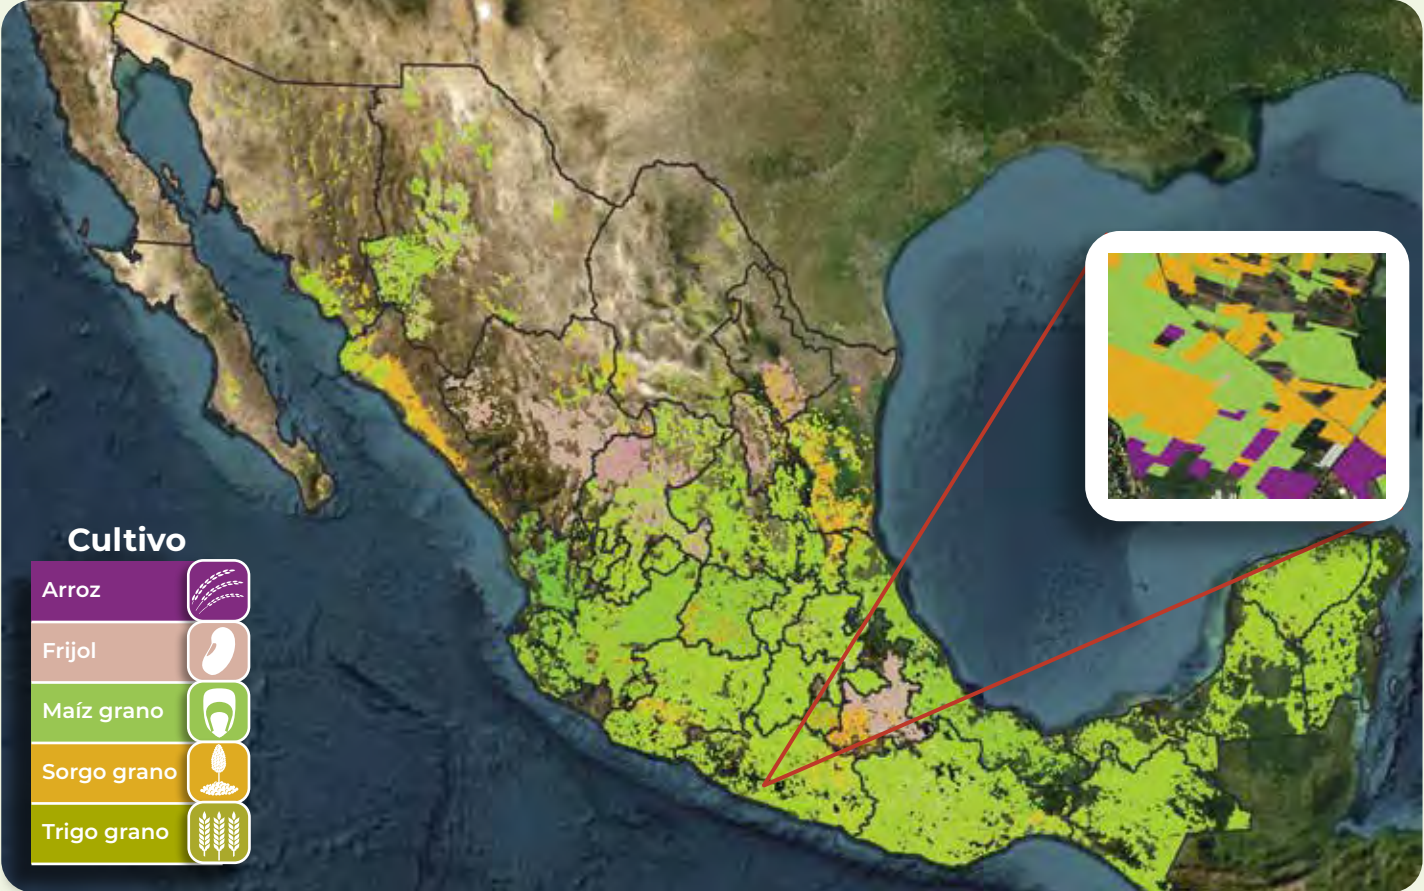 Cultivo
Arroz
Frijol
Maíz grano
Sorgo grano
Trigo grano